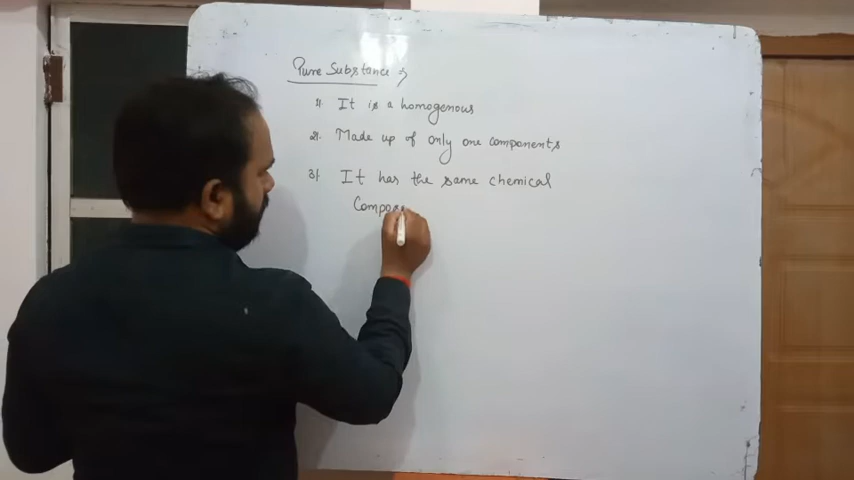 Pure Substance :-
1). It is a homogenous
2). Made up of only one components
3). It has the same chemical
Compos